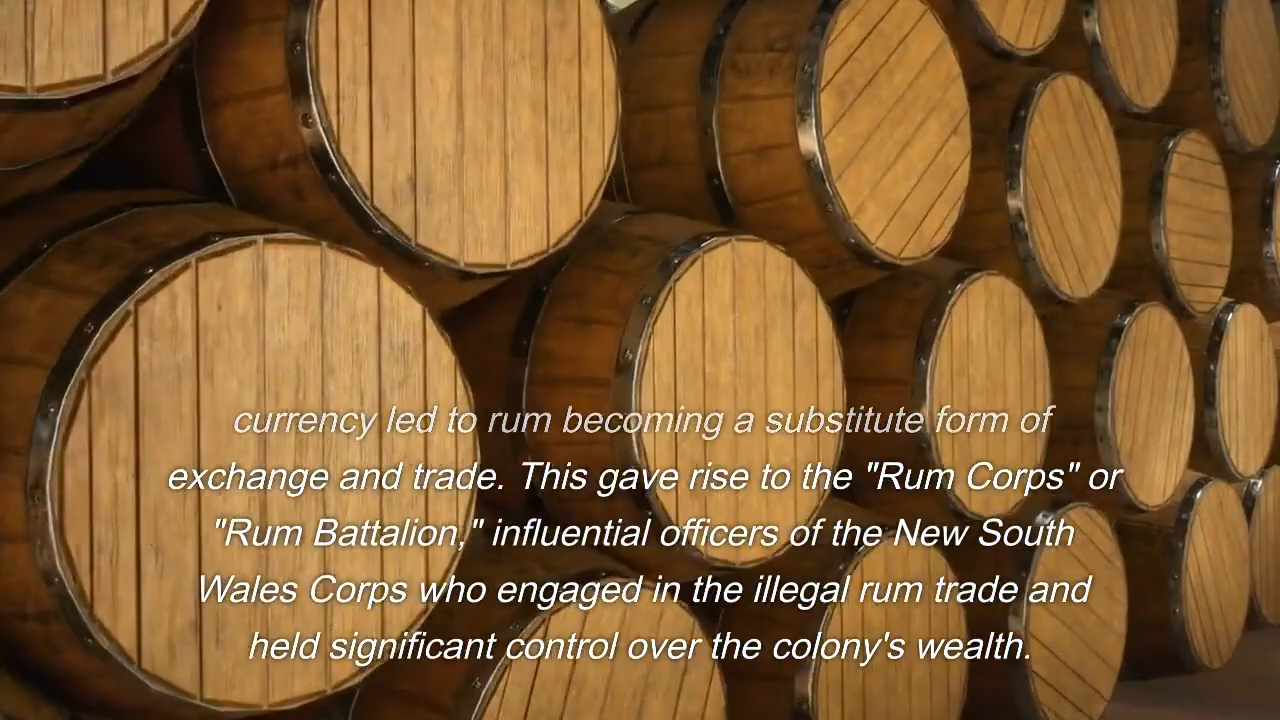 currency led to rum becoming a substitute form of
exchange and trade. This gave rise to the "Rum Corps" or
"Rum Battalion," influential officers of the New South
Wales Corps who engaged in the illegal rum trade and
held significant control over the colony's wealth.